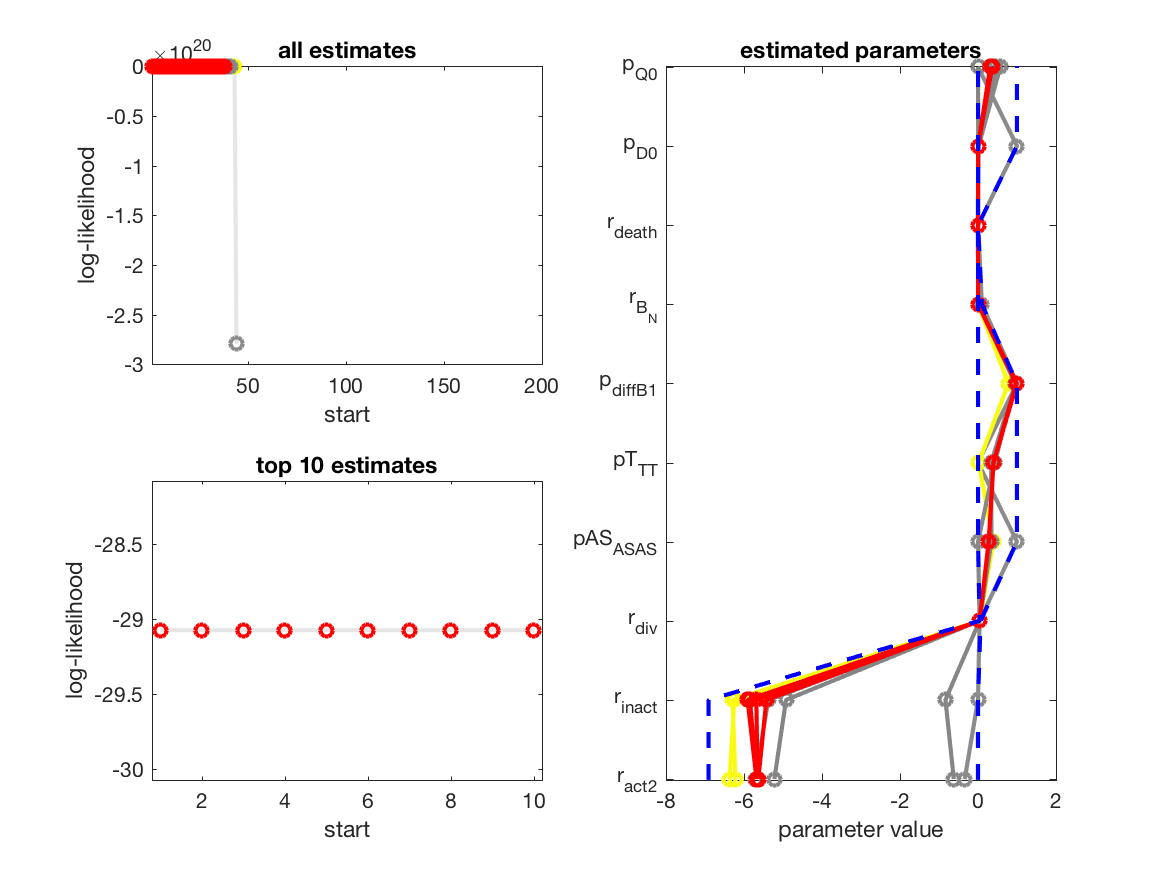 all estimates
×10^20
0
-0.5
-1
-1.5
-2
-2.5
-3
log-likelihood
50 100 150 200
start
top 10 estimates
-28.5
-29
-29.5
-30
log-likelihood
2 4 6 8 10
start
estimated parameters
p_Q0
p_D0
r_death
r_B_N
p_diffB1
pT_TT
pAS_ASAS
r_div
r_inact
r_act2
-8 -6 -4 -2 0 2
parameter value